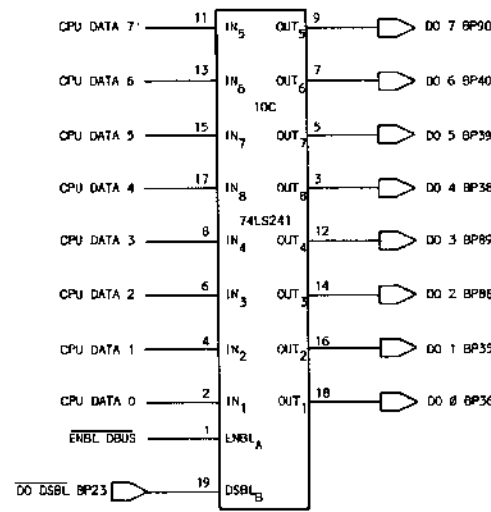 CPU DATA 7 11 IN5 OUT5 9 DO 7 BP90
CPU DATA 6 13 IN6 OUT6 7 DO 6 BP40
10C
CPU DATA 5 15 IN7 OUT7 5 DO 5 BP39
CPU DATA 4 17 IN8 OUT8 3 DO 4 BP38
74LS241
CPU DATA 3 8 IN4 OUT4 12 DO 3 BP89
CPU DATA 2 6 IN3 OUT3 14 DO 2 BP88
CPU DATA 1 4 IN2 OUT2 16 DO 1 BP35
CPU DATA 0 2 IN1 OUT1 18 DO Ø BP36
ENBL DBUS 1 ENBLA
DO DSBL BP23 19 DSBLB